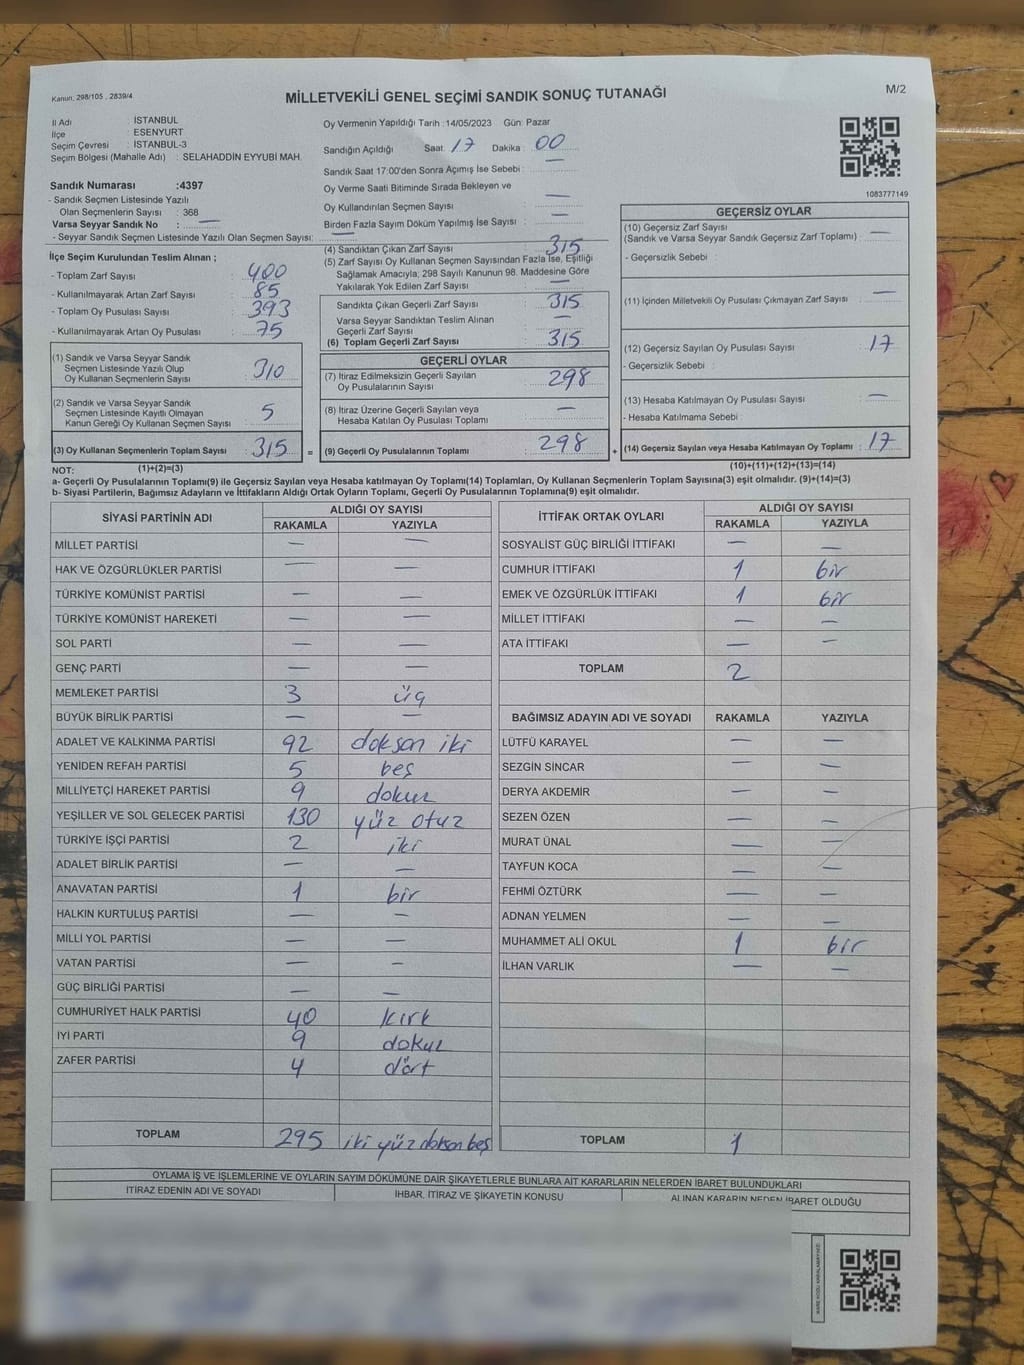 Kanun, 298/105 , 2839/4
MİLLETVEKİLİ GENEL SEÇİMİ SANDIK SONUÇ TUTANAĞI
M/2
İl Adı : İSTANBUL
İlçe : ESENYURT
Seçim Çevresi : İSTANBUL-3
Seçim Bölgesi (Mahalle Adı) : SELAHADDİN EYYUBİ MAH.
Sandık Numarası :4397
- Sandık Seçmen Listesinde Yazılı
Olan Seçmenlerin Sayısı : 368
Varsa Seyyar Sandık No : —
- Seyyar Sandık Seçmen Listesinde Yazılı Olan Seçmen Sayısı: —
İlçe Seçim Kurulundan Teslim Alınan ;
- Toplam Zarf Sayısı : 400
- Kullanılmayarak Artan Zarf Sayısı : 85
- Toplam Oy Pusulası Sayısı : 393
- Kullanılmayarak Artan Oy Pusulası : 75
(1) Sandık ve Varsa Seyyar Sandık
Seçmen Listesinde Yazılı Olup
Oy Kullanan Seçmenlerin Sayısı : 310
(2) Sandık ve Varsa Seyyar Sandık
Seçmen Listesinde Kayıtlı Olmayan
Kanun Gereği Oy Kullanan Seçmen Sayısı : 5
(3) Oy Kullanan Seçmenlerin Toplam Sayısı : 315 =
Oy Vermenin Yapıldığı Tarih : 14/05/2023 Gün: Pazar
Sandığın Açıldığı Saat: 17 Dakika : 00
Sandık Saat 17:00'den Sonra Açımış İse Sebebi : —
Oy Verme Saati Bitiminde Sırada Bekleyen ve
Oy Kullandırılan Seçmen Sayısı : —
Birden Fazla Sayım Döküm Yapılmış İse Sayısı : —
(4) Sandıktan Çıkan Zarf Sayısı : 315
(5) Zarf Sayısı Oy Kullanan Seçmen Sayısından Fazla İse, Eşitliği
Sağlamak Amacıyla; 298 Sayılı Kanunun 98. Maddesine Göre
Yakılarak Yok Edilen Zarf Sayısı : —
Sandıkta Çıkan Geçerli Zarf Sayısı : 315
Varsa Seyyar Sandıktan Teslim Alınan
Geçerli Zarf Sayısı : —
(6) Toplam Geçerli Zarf Sayısı : 315
GEÇERLİ OYLAR
(7) İtiraz Edilmeksizin Geçerli Sayılan
Oy Pusulalarının Sayısı : 298
(8) İtiraz Üzerine Geçerli Sayılan veya
Hesaba Katılan Oy Pusulası Toplamı : —
(9) Geçerli Oy Pusulalarının Toplamı : 298 +
1083777149
GEÇERSİZ OYLAR
(10) Geçersiz Zarf Sayısı
(Sandık ve Varsa Seyyar Sandık Geçersiz Zarf Toplamı) : —
- Geçersizlik Sebebi :
(11) İçinden Milletvekili Oy Pusulası Çıkmayan Zarf Sayısı : —
(12) Geçersiz Sayılan Oy Pusulası Sayısı : 17
- Geçersizlik Sebebi :
(13) Hesaba Katılmayan Oy Pusulası Sayısı : —
- Hesaba Katılmama Sebebi :
(14) Geçersiz Sayılan veya Hesaba Katılmayan Oy Toplamı : 17
NOT: (1)+(2)=(3) (10)+(11)+(12)+(13)=(14)
a- Geçerli Oy Pusulalarının Toplamı(9) ile Geçersiz Sayılan veya Hesaba katılmayan Oy Toplamı(14) Toplamları, Oy Kullanan Seçmenlerin Toplam Sayısına(3) eşit olmalıdır. (9)+(14)=(3)
b- Siyasi Partilerin, Bağımsız Adayların ve İttifakların Aldığı Ortak Oyların Toplamı, Geçerli Oy Pusulalarının Toplamına(9) eşit olmalıdır.
SİYASİ PARTİNİN ADI ALDIĞI OY SAYISI
RAKAMLA YAZIYLA
MİLLET PARTİSİ — —
HAK VE ÖZGÜRLÜKLER PARTİSİ — —
TÜRKİYE KOMÜNİST PARTİSİ — —
TÜRKİYE KOMÜNİST HAREKETİ — —
SOL PARTİ — —
GENÇ PARTİ — —
MEMLEKET PARTİSİ 3 üç
BÜYÜK BİRLİK PARTİSİ — —
ADALET VE KALKINMA PARTİSİ 92 doksan iki
YENİDEN REFAH PARTİSİ 5 beş
MİLLİYETÇİ HAREKET PARTİSİ 9 dokuz
YEŞİLLER VE SOL GELECEK PARTİSİ 130 yüz otuz
TÜRKİYE İŞÇİ PARTİSİ 2 iki
ADALET BİRLİK PARTİSİ — —
ANAVATAN PARTİSİ 1 bir
HALKIN KURTULUŞ PARTİSİ — —
MİLLİ YOL PARTİSİ — —
VATAN PARTİSİ — —
GÜÇ BİRLİĞİ PARTİSİ — —
CUMHURİYET HALK PARTİSİ 40 kırk
İYİ PARTİ 9 dokuz
ZAFER PARTİSİ 4 dört
TOPLAM 295 iki yüz doksan beş
İTTİFAK ORTAK OYLARI ALDIĞI OY SAYISI
RAKAMLA YAZIYLA
SOSYALİST GÜÇ BİRLİĞİ İTTİFAKI — —
CUMHUR İTTİFAKI 1 bir
EMEK VE ÖZGÜRLÜK İTTİFAKI 1 bir
MİLLET İTTİFAKI — —
ATA İTTİFAKI — —
TOPLAM 2
BAĞIMSIZ ADAYIN ADI VE SOYADI RAKAMLA YAZIYLA
LÜTFÜ KARAYEL — —
SEZGİN SİNCAR — —
DERYA AKDEMİR — —
SEZEN ÖZEN — —
MURAT ÜNAL — —
TAYFUN KOCA — —
FEHMİ ÖZTÜRK — —
ADNAN YELMEN — —
MUHAMMET ALİ OKUL 1 bir
İLHAN VARLIK — —
TOPLAM 1
OYLAMA İŞ VE İŞLEMLERİNE VE OYLARIN SAYIM DÖKÜMÜNE DAİR ŞİKAYETLERLE BUNLARA AİT KARARLARIN NELERDEN İBARET BULUNDUKLARI
İTİRAZ EDENİN ADI VE SOYADI İHBAR, İTİRAZ VE ŞİKAYETİN KONUSU ALINAN KARARIN NEDEN İBARET OLDUĞU